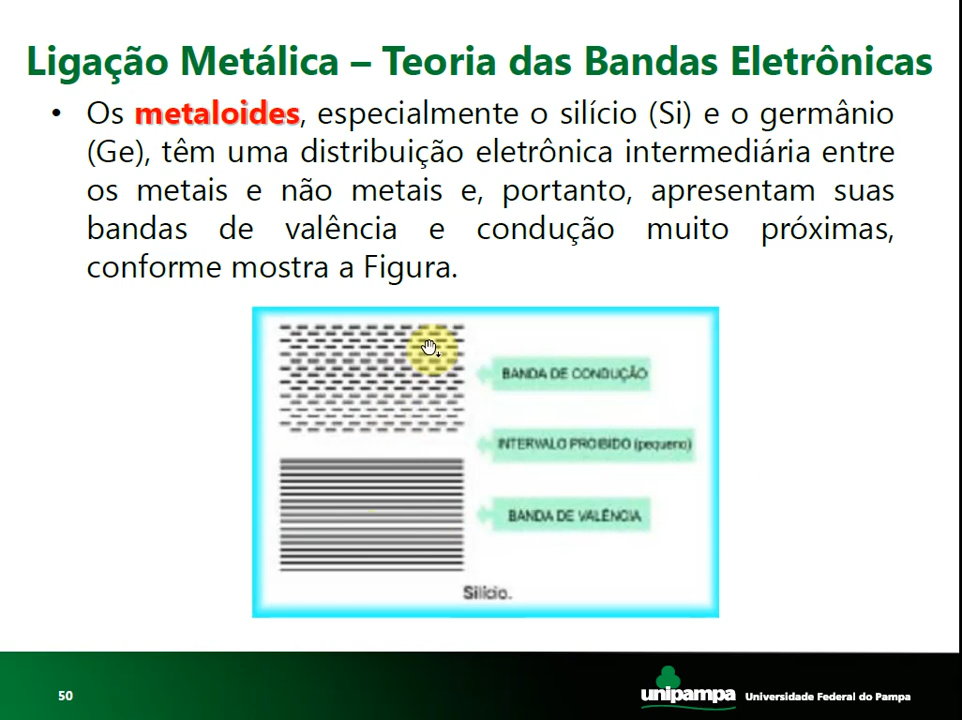 Ligação Metálica – Teoria das Bandas Eletrônicas
• Os metaloides, especialmente o silício (Si) e o germânio
(Ge), têm uma distribuição eletrônica intermediária entre
os metais e não metais e, portanto, apresentam suas
bandas de valência e condução muito próximas,
conforme mostra a Figura.
BANDA DE CONDUÇÃO
INTERVALO PROIBIDO (pequeno)
BANDA DE VALÊNCIA
Silício.
50
unipampa
Universidade Federal do Pampa